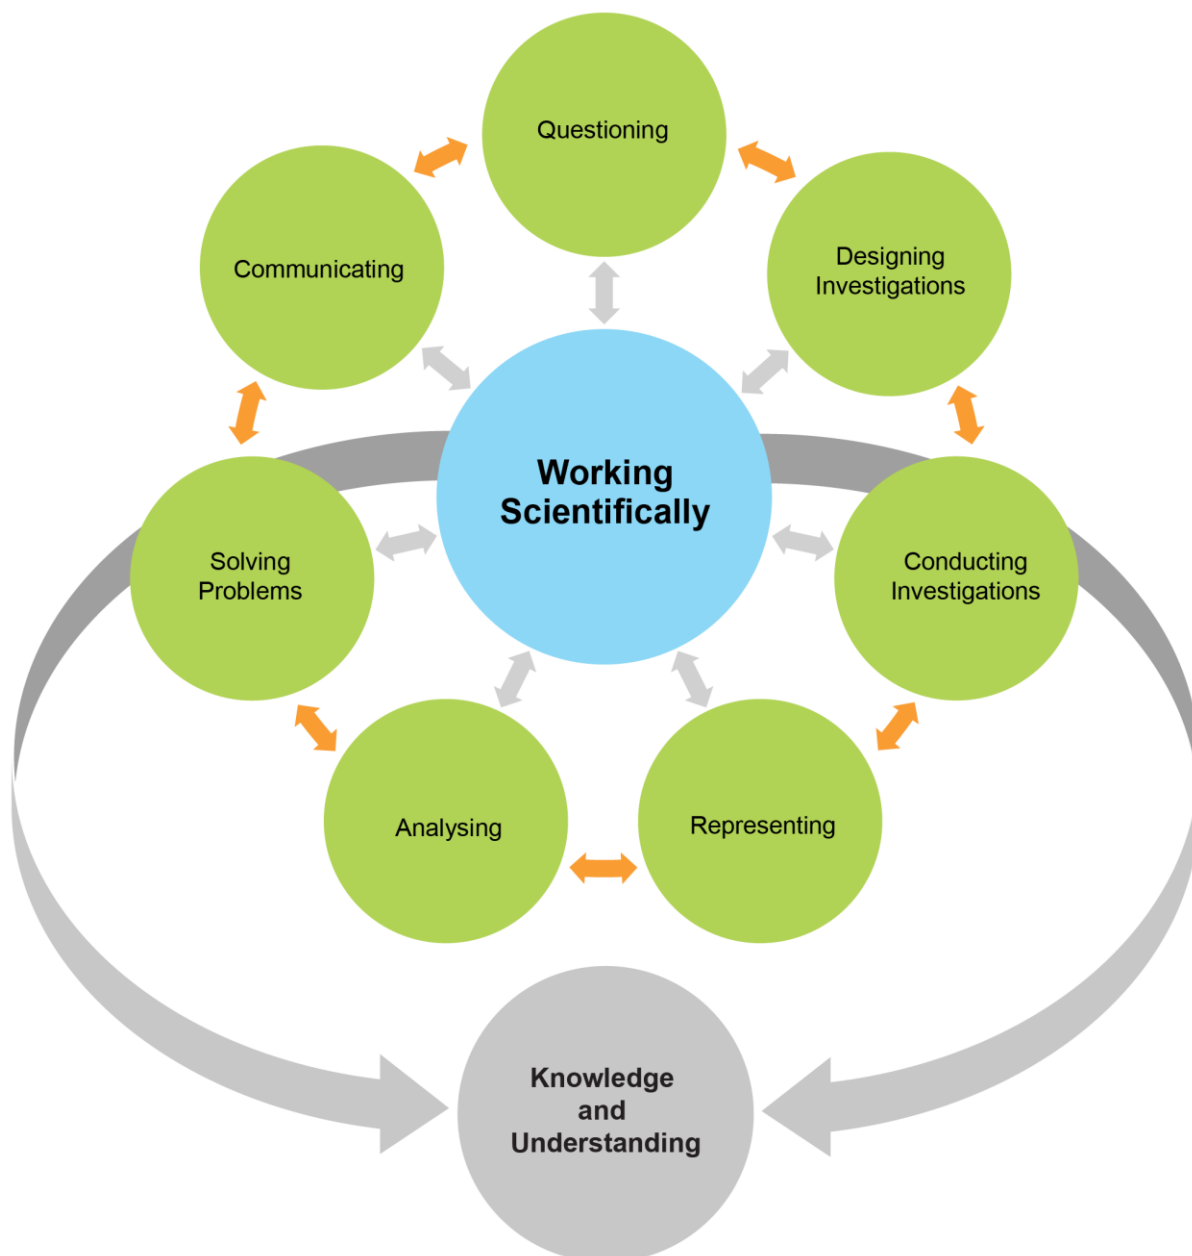 Questioning
Communicating
Designing
Investigations
Working
Scientifically
Solving
Problems
Conducting
Investigations
Analysing
Representing
Knowledge
and
Understanding